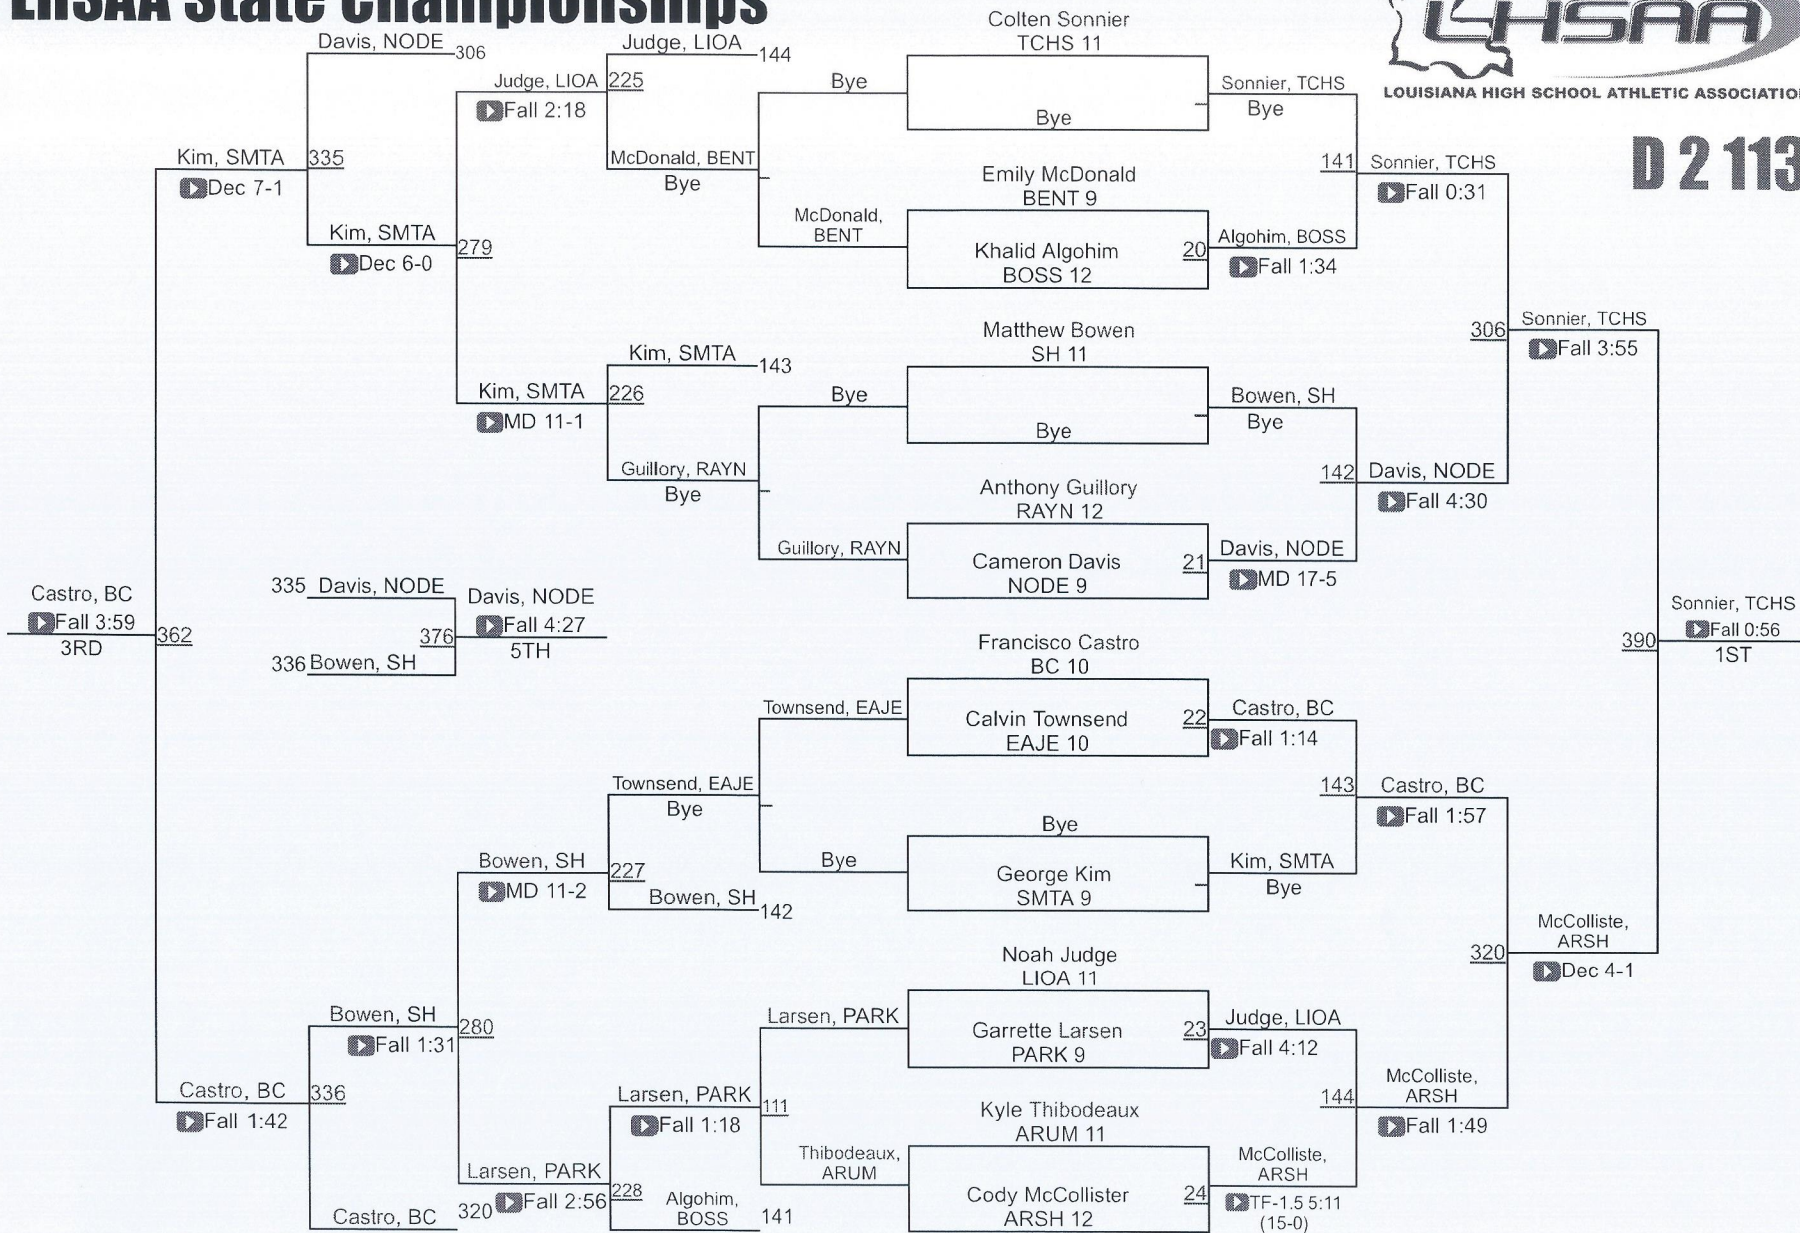 LHSAA State Championships
LHSAA
LOUISIANA HIGH SCHOOL ATHLETIC ASSOCIATION
D 2 113
Davis, NODE
306
Kim, SMTA
335
Dec 7-1
Kim, SMTA
279
Dec 6-0
Judge, LIOA
225
Fall 2:18
Judge, LIOA
144
McDonald, BENT
Bye
Kim, SMTA
226
MD 11-1
Kim, SMTA
143
Guillory, RAYN
Bye
Bye
McDonald,
BENT
Bye
Guillory, RAYN
Castro, BC
Fall 3:59
3RD
362
335 Davis, NODE
336 Bowen, SH
376
Davis, NODE
Fall 4:27
5TH
Townsend, EAJE
Townsend, EAJE
Bye
Bye
Bowen, SH
227
MD 11-2
Bowen, SH
142
Bowen, SH
280
Fall 1:31
Castro, BC
336
Fall 1:42
Castro, BC
320
Larsen, PARK
Fall 2:56
228
Larsen, PARK
111
Fall 1:18
Algohim,
BOSS
141
Larsen, PARK
Thibodeaux,
ARUM
Colten Sonnier
TCHS 11
Bye
Sonnier, TCHS
Bye
Emily McDonald
BENT 9
Khalid Algohim
BOSS 12
20
Algohim, BOSS
Fall 1:34
141
Sonnier, TCHS
Fall 0:31
Matthew Bowen
SH 11
Bye
Bowen, SH
Bye
Anthony Guillory
RAYN 12
Cameron Davis
NODE 9
21
Davis, NODE
MD 17-5
142
Davis, NODE
Fall 4:30
306
Sonnier, TCHS
Fall 3:55
Francisco Castro
BC 10
Calvin Townsend
EAJE 10
22
Castro, BC
Fall 1:14
Bye
George Kim
SMTA 9
Kim, SMTA
Bye
143
Castro, BC
Fall 1:57
Noah Judge
LIOA 11
Garrette Larsen
PARK 9
23
Judge, LIOA
Fall 4:12
Kyle Thibodeaux
ARUM 11
Cody McCollister
ARSH 12
24
McColliste,
ARSH
TF-1.5 5:11
(15-0)
144
McColliste,
ARSH
Fall 1:49
320
McColliste,
ARSH
Dec 4-1
390
Sonnier, TCHS
Fall 0:56
1ST